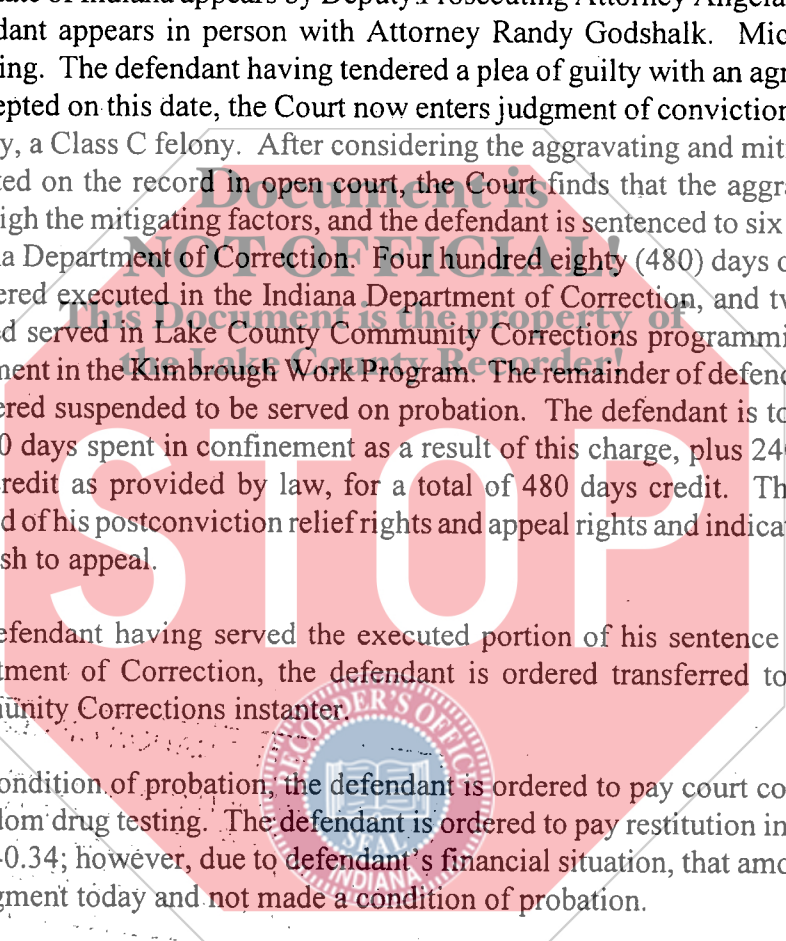 ate of Indiana appears by Deputy Prosecuting Attorney Angela
dant appears in person with Attorney Randy Godshalk. Mic
ing. The defendant having tendered a plea of guilty with an agr
epted on this date, the Court now enters judgment of conviction
y, a Class C felony. After considering the aggravating and mit
ted on the record in open court, the Court finds that the aggra
Document is
igh the mitigating factors, and the defendant is sentenced to six
NOT OFFICIAL!
a Department of Correction. Four hundred eighty (480) days o
ered executed in the Indiana Department of Correction, and tw
This Document is the property of
d served in Lake County Community Corrections programmi
the Lake County Recorder!
ment in the Kimbrough Work Program. The remainder of defend
ered suspended to be served on probation. The defendant is to
0 days spent in confinement as a result of this charge, plus 24
redit as provided by law, for a total of 480 days credit. Th
STOP
d of his postconviction relief rights and appeal rights and indica
sh to appeal.
efendant having served the executed portion of his sentence
tment of Correction, the defendant is ordered transferred to
unity Corrections instanter.
RECORDER'S OFFICE
SEAL
INDIANA
ondition of probation, the defendant is ordered to pay court co
dom drug testing. The defendant is ordered to pay restitution in
0.34; however, due to defendant's financial situation, that amo
gment today and not made a condition of probation.